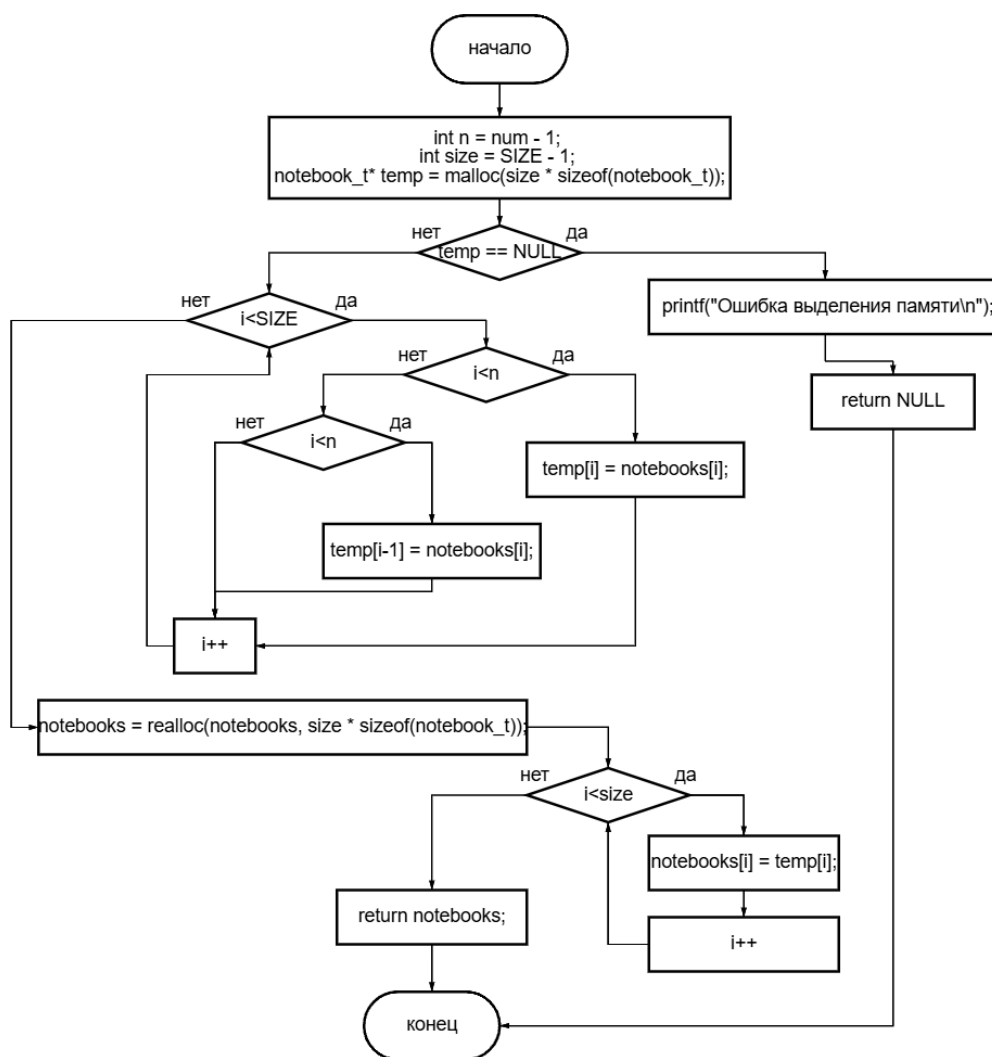 начало
int n = num - 1;
int size = SIZE - 1;
notebook_t* temp = malloc(size * sizeof(notebook_t));
нет
да
temp == NULL
нет
да
i<SIZE
printf("Ошибка выделения памяти\n");
нет
да
i<n
return NULL
нет
да
i<n
temp[i] = notebooks[i];
temp[i-1] = notebooks[i];
i++
notebooks = realloc(notebooks, size * sizeof(notebook_t));
нет
да
i<size
notebooks[i] = temp[i];
return notebooks;
i++
конец